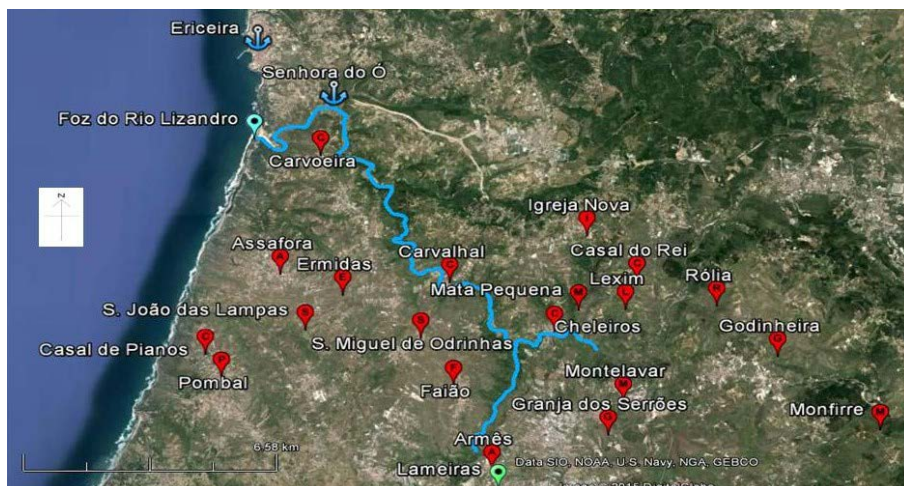 Ericeira
Senhora do Ó
Foz do Rio Lizandro
Carvoeira
N
Igreja Nova
Assafora
Ermidas
Carvalhal
Casal do Rei
Mata Pequena
Lexim
Rólia
S. João das Lampas
S. Miguel de Odrinhas
Cheleiros
Godinheira
Casal de Pianos
Pombal
Faião
Montelavar
Granja dos Serrões
Monfirre
6,58 km
Armês
Lameiras
Data SIO, NOAA, U.S. Navy, NGA, GEBCO